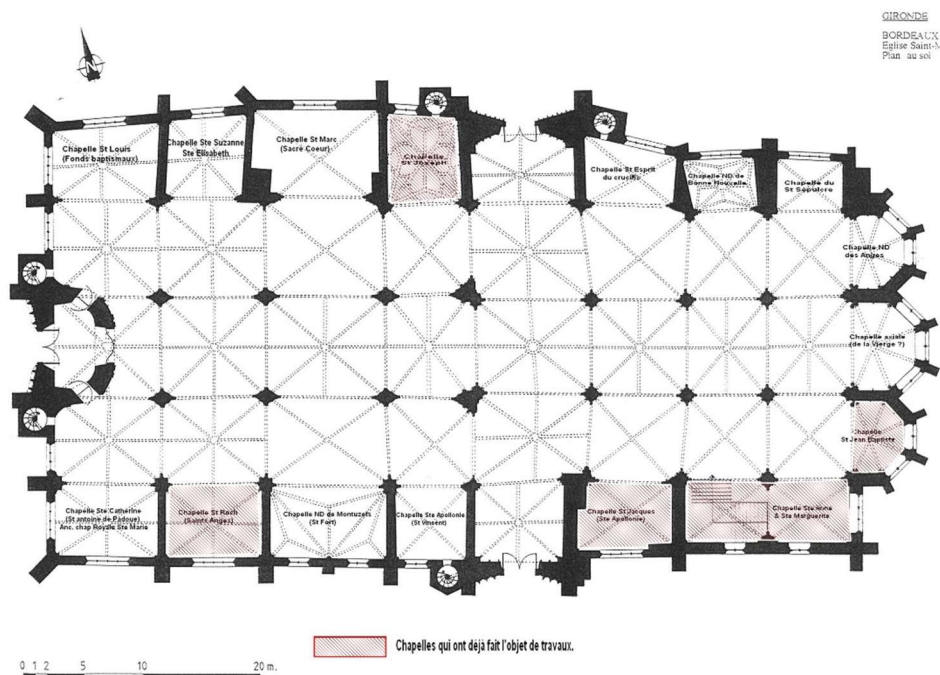 GIRONDE
BORDEAUX
Eglise Saint-
Plan au sol
N
Chapelle St Louis
(Fonds baptismaux)
Chapelle Ste Suzanne
Ste Elisabeth
Chapelle St Marc
(Sacré Coeur)
Chapelle
St Joseph
Chapelle St Esprit
du crucifix
Chapelle ND de
Bonne Nouvelle
Chapelle du
St Sépulcre
Chapelle ND
des Anges
Chapelle axiale
(de la Vierge ?)
Chapelle
St Jean Baptiste
Chapelle Ste Catherine
(St antoine de Padoue)
Anc. chap Royale Ste Marie
Chapelle St Roch
(Saints Anges)
Chapelle ND de Montuzets
(St Fort)
Chapelle Ste Apollonie
(St Vincent)
Chapelle St Jacques
(Ste Apollonie)
Chapelle Ste Anne
& Ste Marguerite
Chapelles qui ont déjà fait l'objet de travaux.
0 1 2 5 10 20 m.